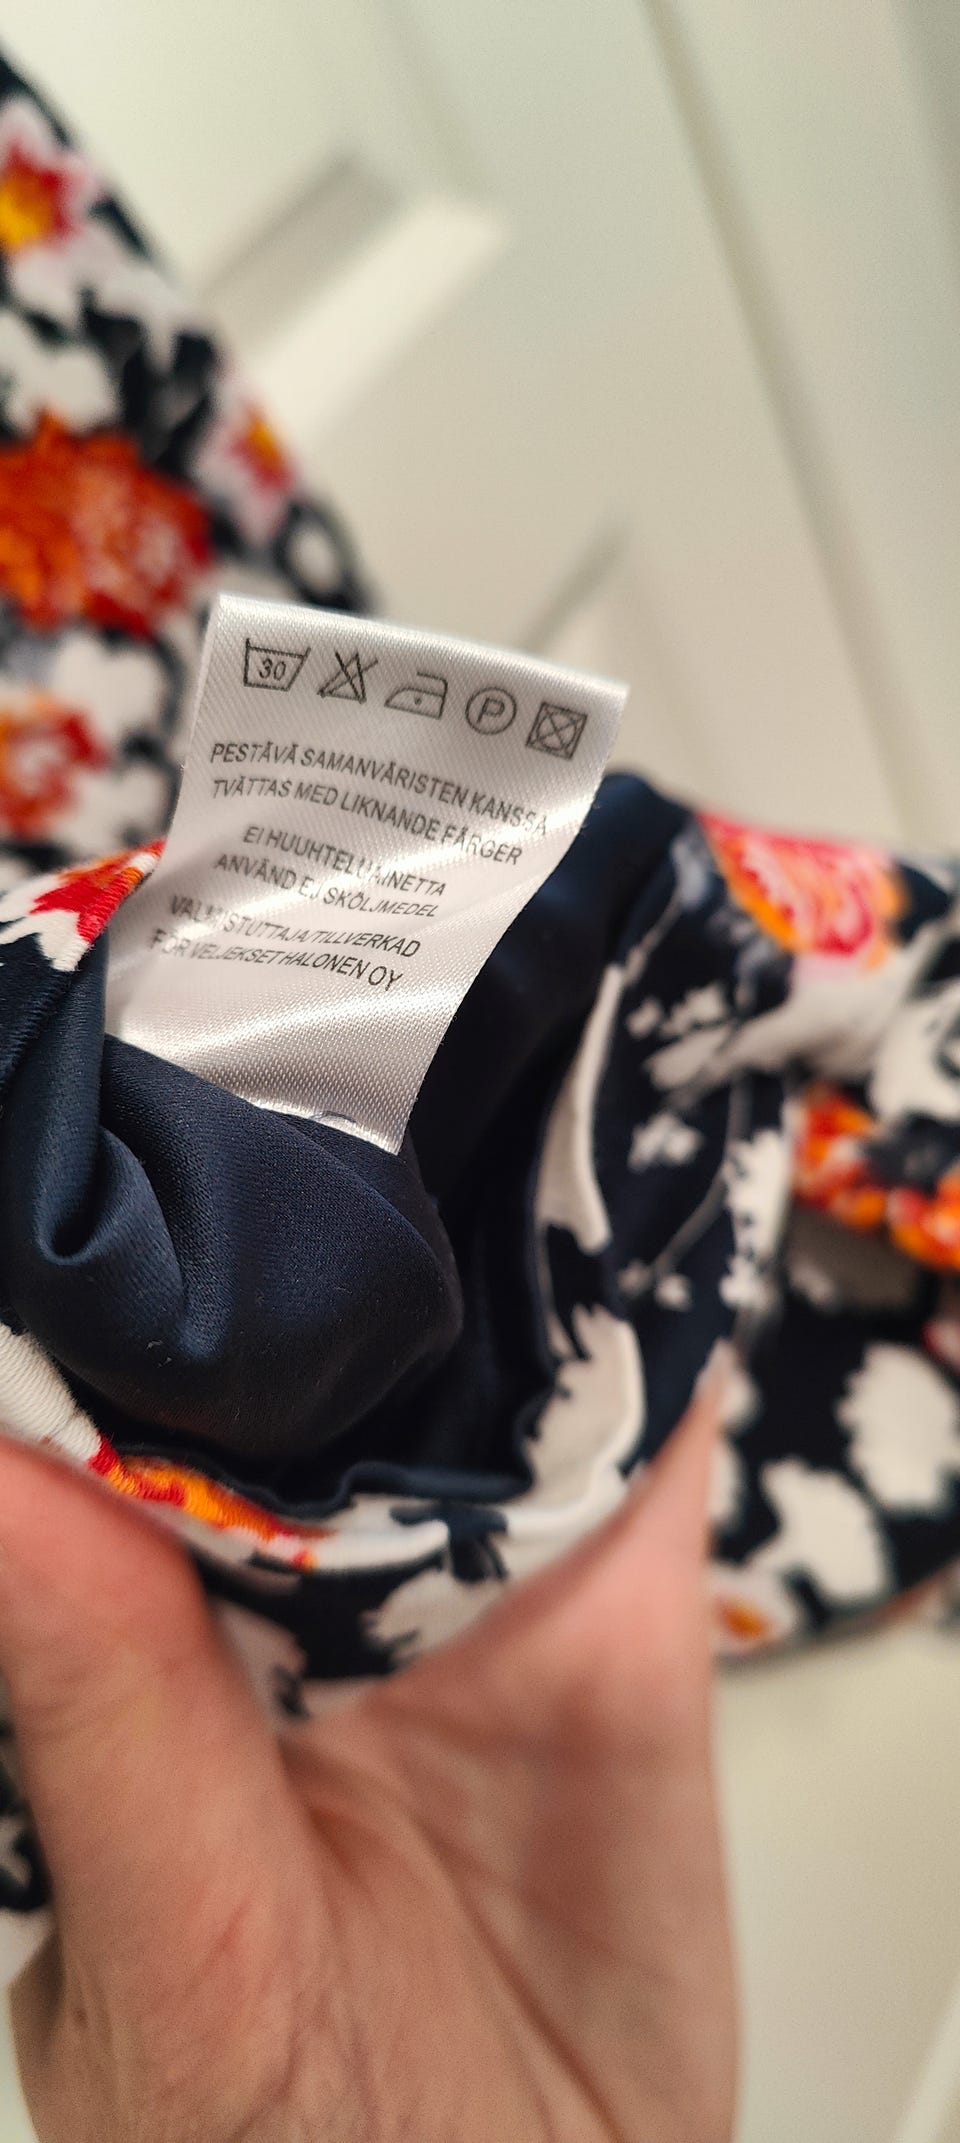 30
P
PESTÄVÄ SAMANVÄRISTEN KANSSA
TVÄTTAS MED LIKNANDE FÄRGER
EI HUUHTELUAINETTA
ANVÄND EJ SKÖLJMEDEL
VALMISTUTTAJA/TILLVERKAD
FÖR VELJEKSET HALONEN OY